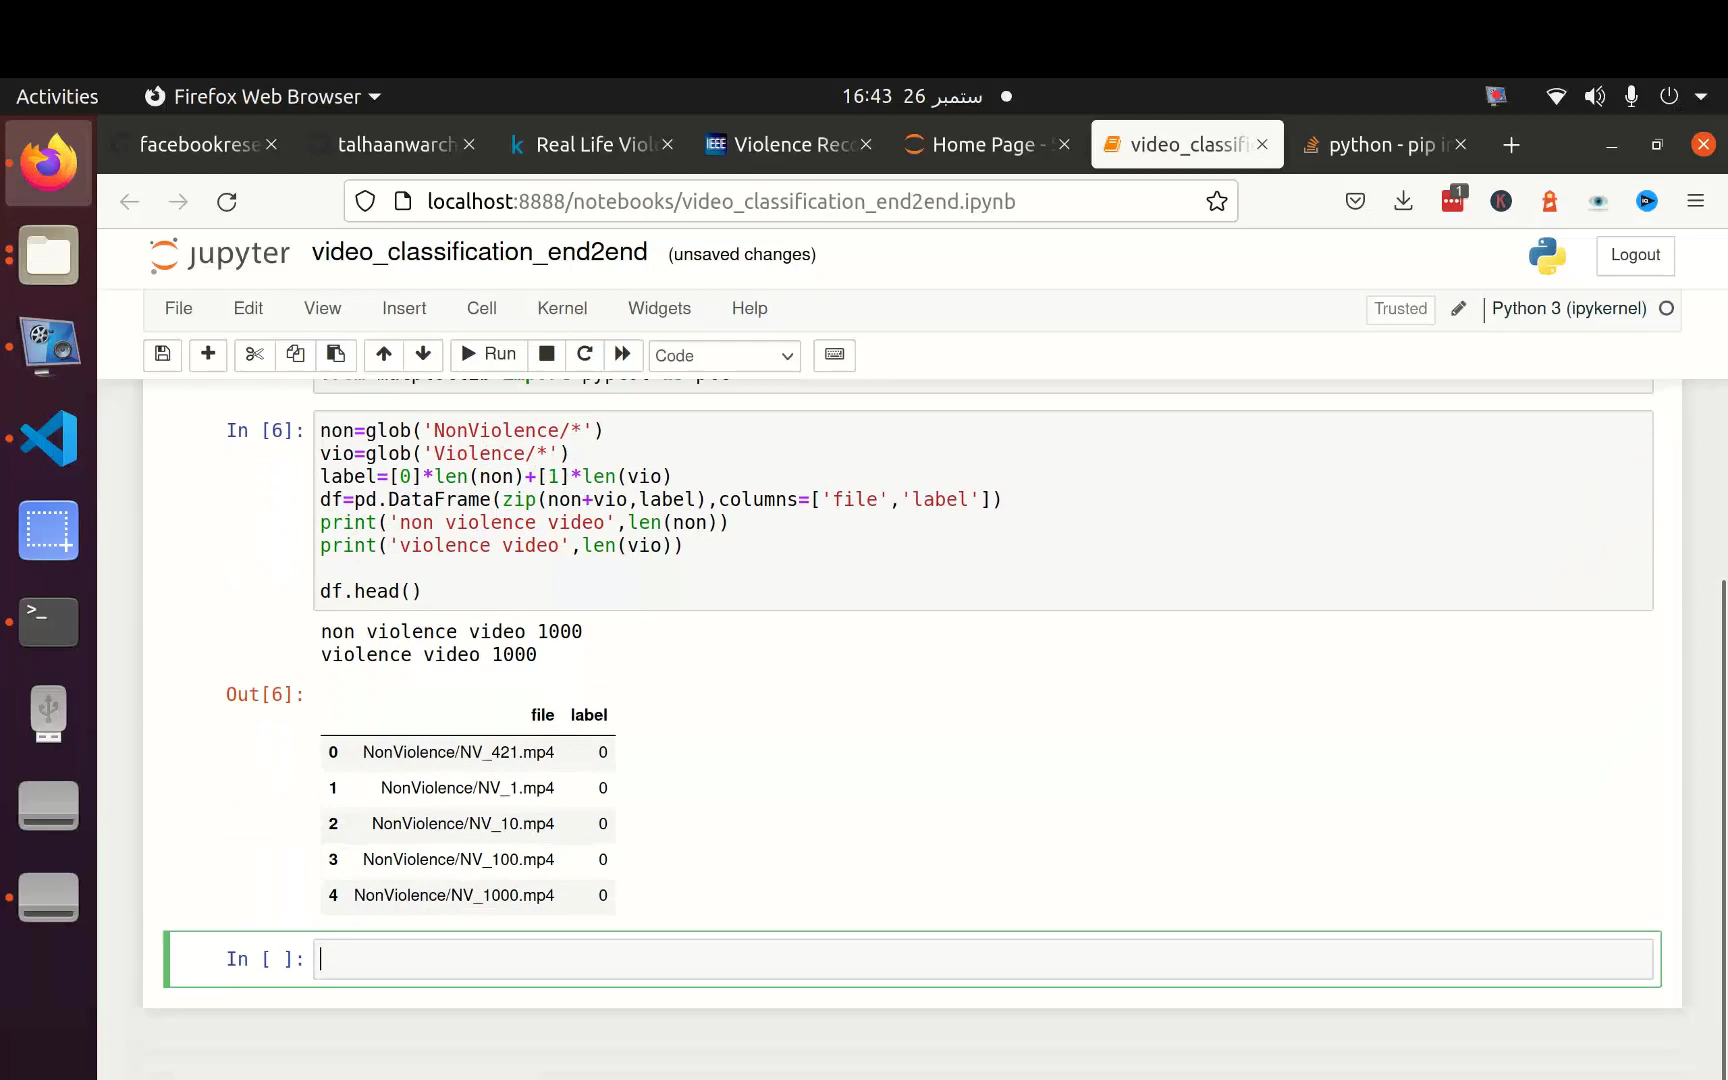 Activities
Firefox Web Browser
16:43 26 ستمبر
facebookrese
talhaanwarch
Real Life Viol
IEEE
Violence Reco
Home Page -
video_classifi
python - pip i
localhost:8888/notebooks/video_classification_end2end.ipynb
1
K
jupyter
video_classification_end2end
(unsaved changes)
Logout
File
Edit
View
Insert
Cell
Kernel
Widgets
Help
Trusted
Python 3 (ipykernel)
Run
Code
In [6]:
non=glob('NonViolence/*')
vio=glob('Violence/*')
label=[0]*len(non)+[1]*len(vio)
df=pd.DataFrame(zip(non+vio,label),columns=['file','label'])
print('non violence video',len(non))
print('violence video',len(vio))
df.head()
non violence video 1000
violence video 1000
Out[6]:
file label
0 NonViolence/NV_421.mp4 0
1 NonViolence/NV_1.mp4 0
2 NonViolence/NV_10.mp4 0
3 NonViolence/NV_100.mp4 0
4 NonViolence/NV_1000.mp4 0
In [ ]: